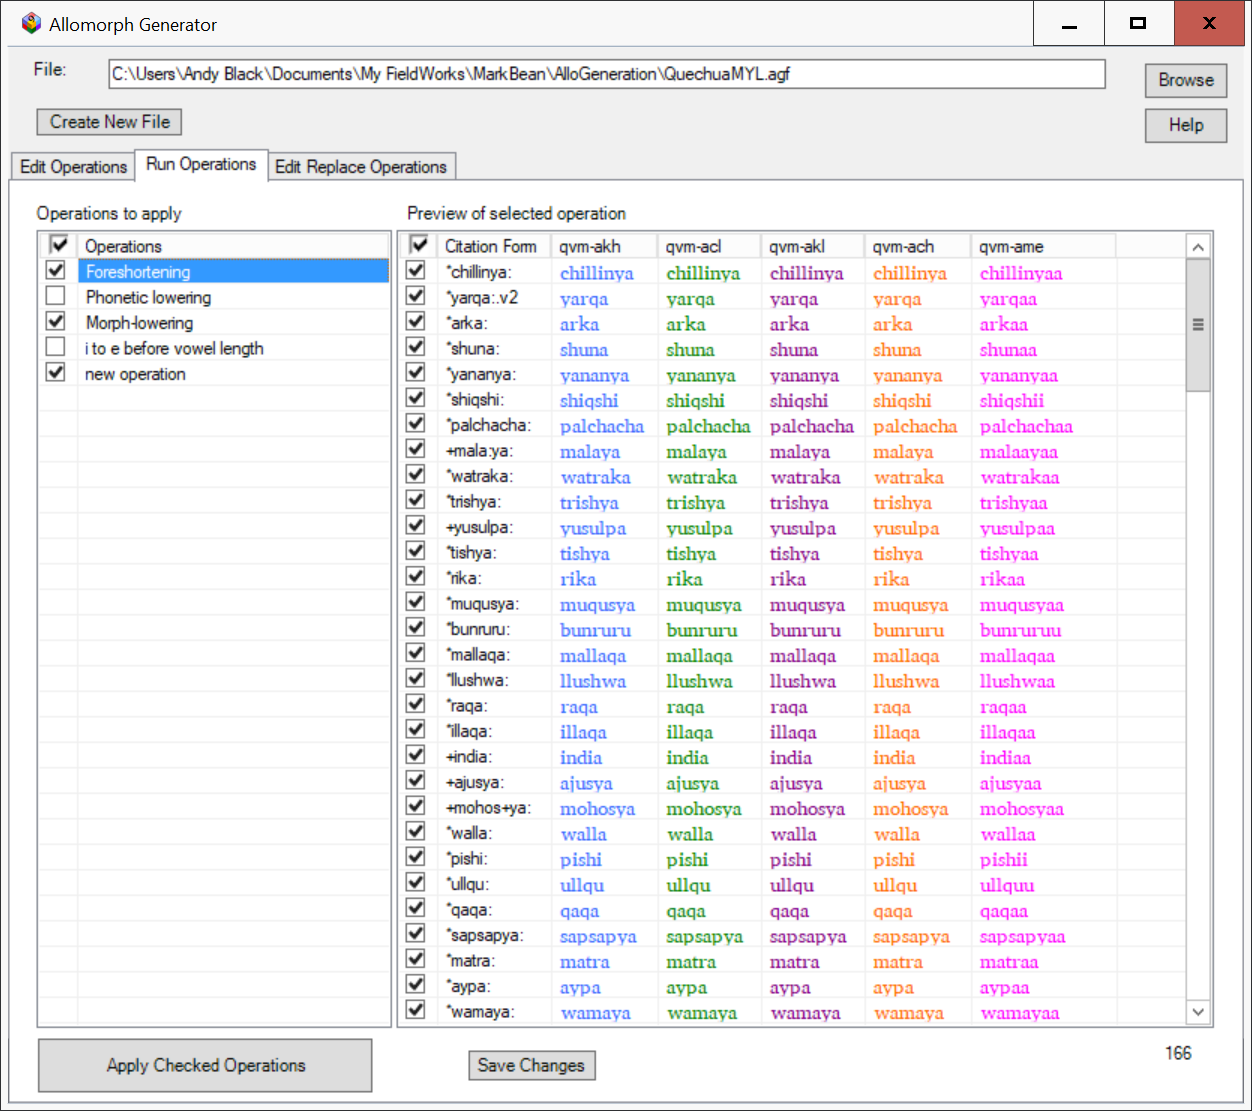 Allomorph Generator
File: C:\Users\Andy Black\Documents\My FieldWorks\MarkBean\AlloGeneration\QuechuaMYL.agf Browse
Create New File Help
Edit Operations Run Operations Edit Replace Operations
Operations to apply
Operations
Foreshortening
Phonetic lowering
Morph-lowering
i to e before vowel length
new operation
Preview of selected operation
Citation Form qvm-akh qvm-acl qvm-akl qvm-ach qvm-ame
*chillinya: chillinya chillinya chillinya chillinya chillinyaa
*yarqa:.v2 yarqa yarqa yarqa yarqa yarqaa
*arka: arka arka arka arka arkaa
*shuna: shuna shuna shuna shuna shunaa
*yananya: yananya yananya yananya yananya yananyaa
*shiqshi: shiqshi shiqshi shiqshi shiqshi shiqshii
*palchacha: palchacha palchacha palchacha palchacha palchachaa
+mala:ya: malaya malaya malaya malaya malaayaa
*watraka: watraka watraka watraka watraka watrakaa
*trishya: trishya trishya trishya trishya trishyaa
+yusulpa: yusulpa yusulpa yusulpa yusulpa yusulpaa
*tishya: tishya tishya tishya tishya tishyaa
*rika: rika rika rika rika rikaa
*muqusya: muqusya muqusya muqusya muqusya muqusyaa
*bunruru: bunruru bunruru bunruru bunruru bunruruu
*mallaqa: mallaqa mallaqa mallaqa mallaqa mallaqaa
*llushwa: llushwa llushwa llushwa llushwa llushwaa
*raqa: raqa raqa raqa raqa raqaa
*illaqa: illaqa illaqa illaqa illaqa illaqaa
+india: india india india india indiaa
+ajusya: ajusya ajusya ajusya ajusya ajusyaa
+mohos+ya: mohosya mohosya mohosya mohosya mohosyaa
*walla: walla walla walla walla wallaa
*pishi: pishi pishi pishi pishi pishii
*ullqu: ullqu ullqu ullqu ullqu ullquu
*qaqa: qaqa qaqa qaqa qaqa qaqaa
*sapsapya: sapsapya sapsapya sapsapya sapsapya sapsapyaa
*matra: matra matra matra matra matraa
*aypa: aypa aypa aypa aypa aypaa
*wamaya: wamaya wamaya wamaya wamaya wamayaa
Apply Checked Operations Save Changes 166